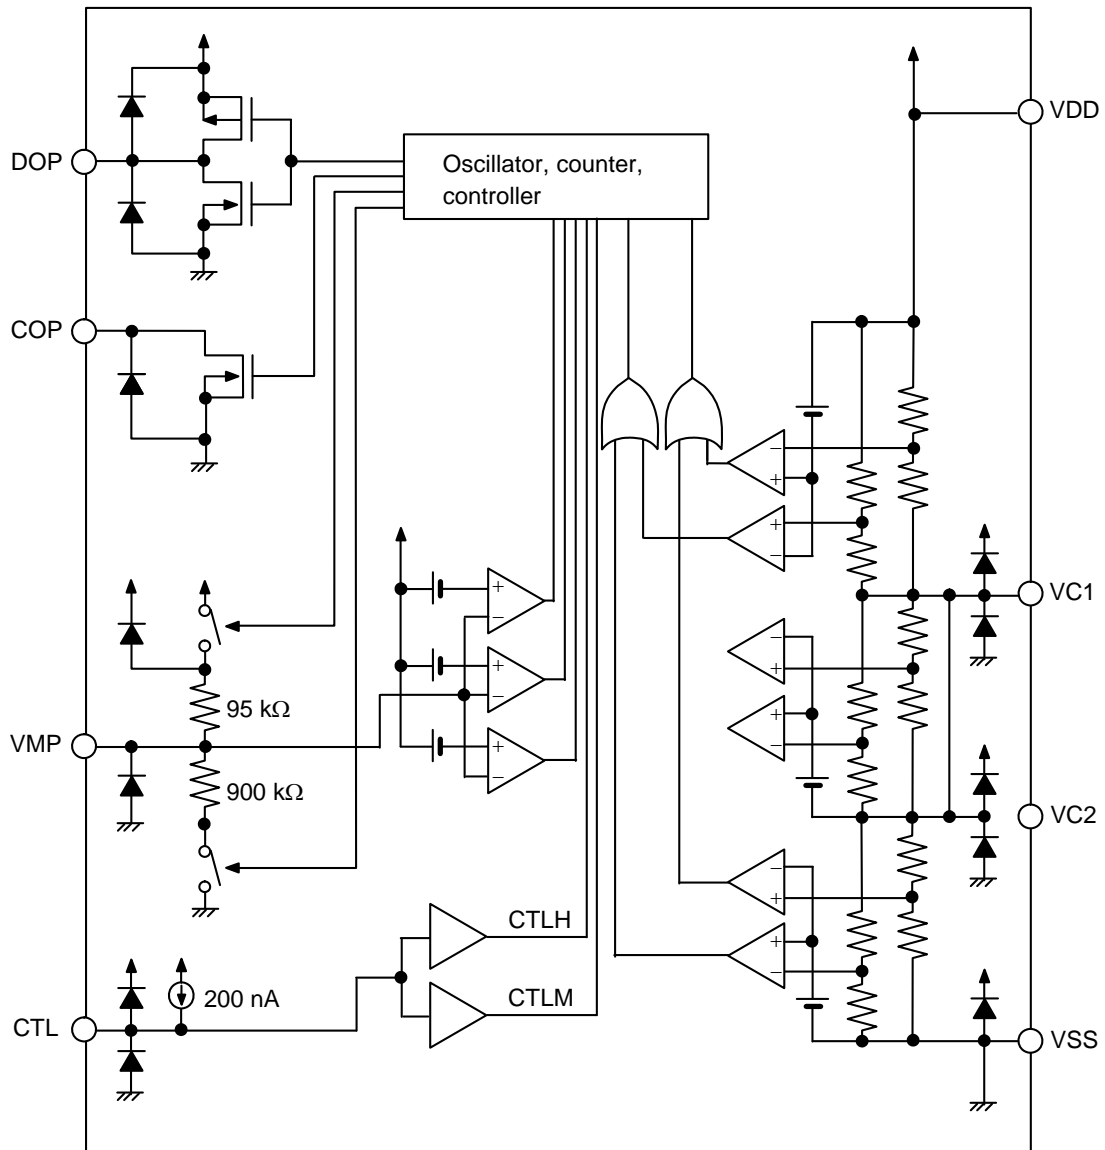 VDD
DOP
Oscillator, counter,
controller
COP
−
+
+
−
+
−
VC1
−
+
+
−
95 kΩ
+
−
VMP
+
−
900 kΩ
VC2
−
+
CTLH
+
−
200 nA
CTLM
CTL
VSS